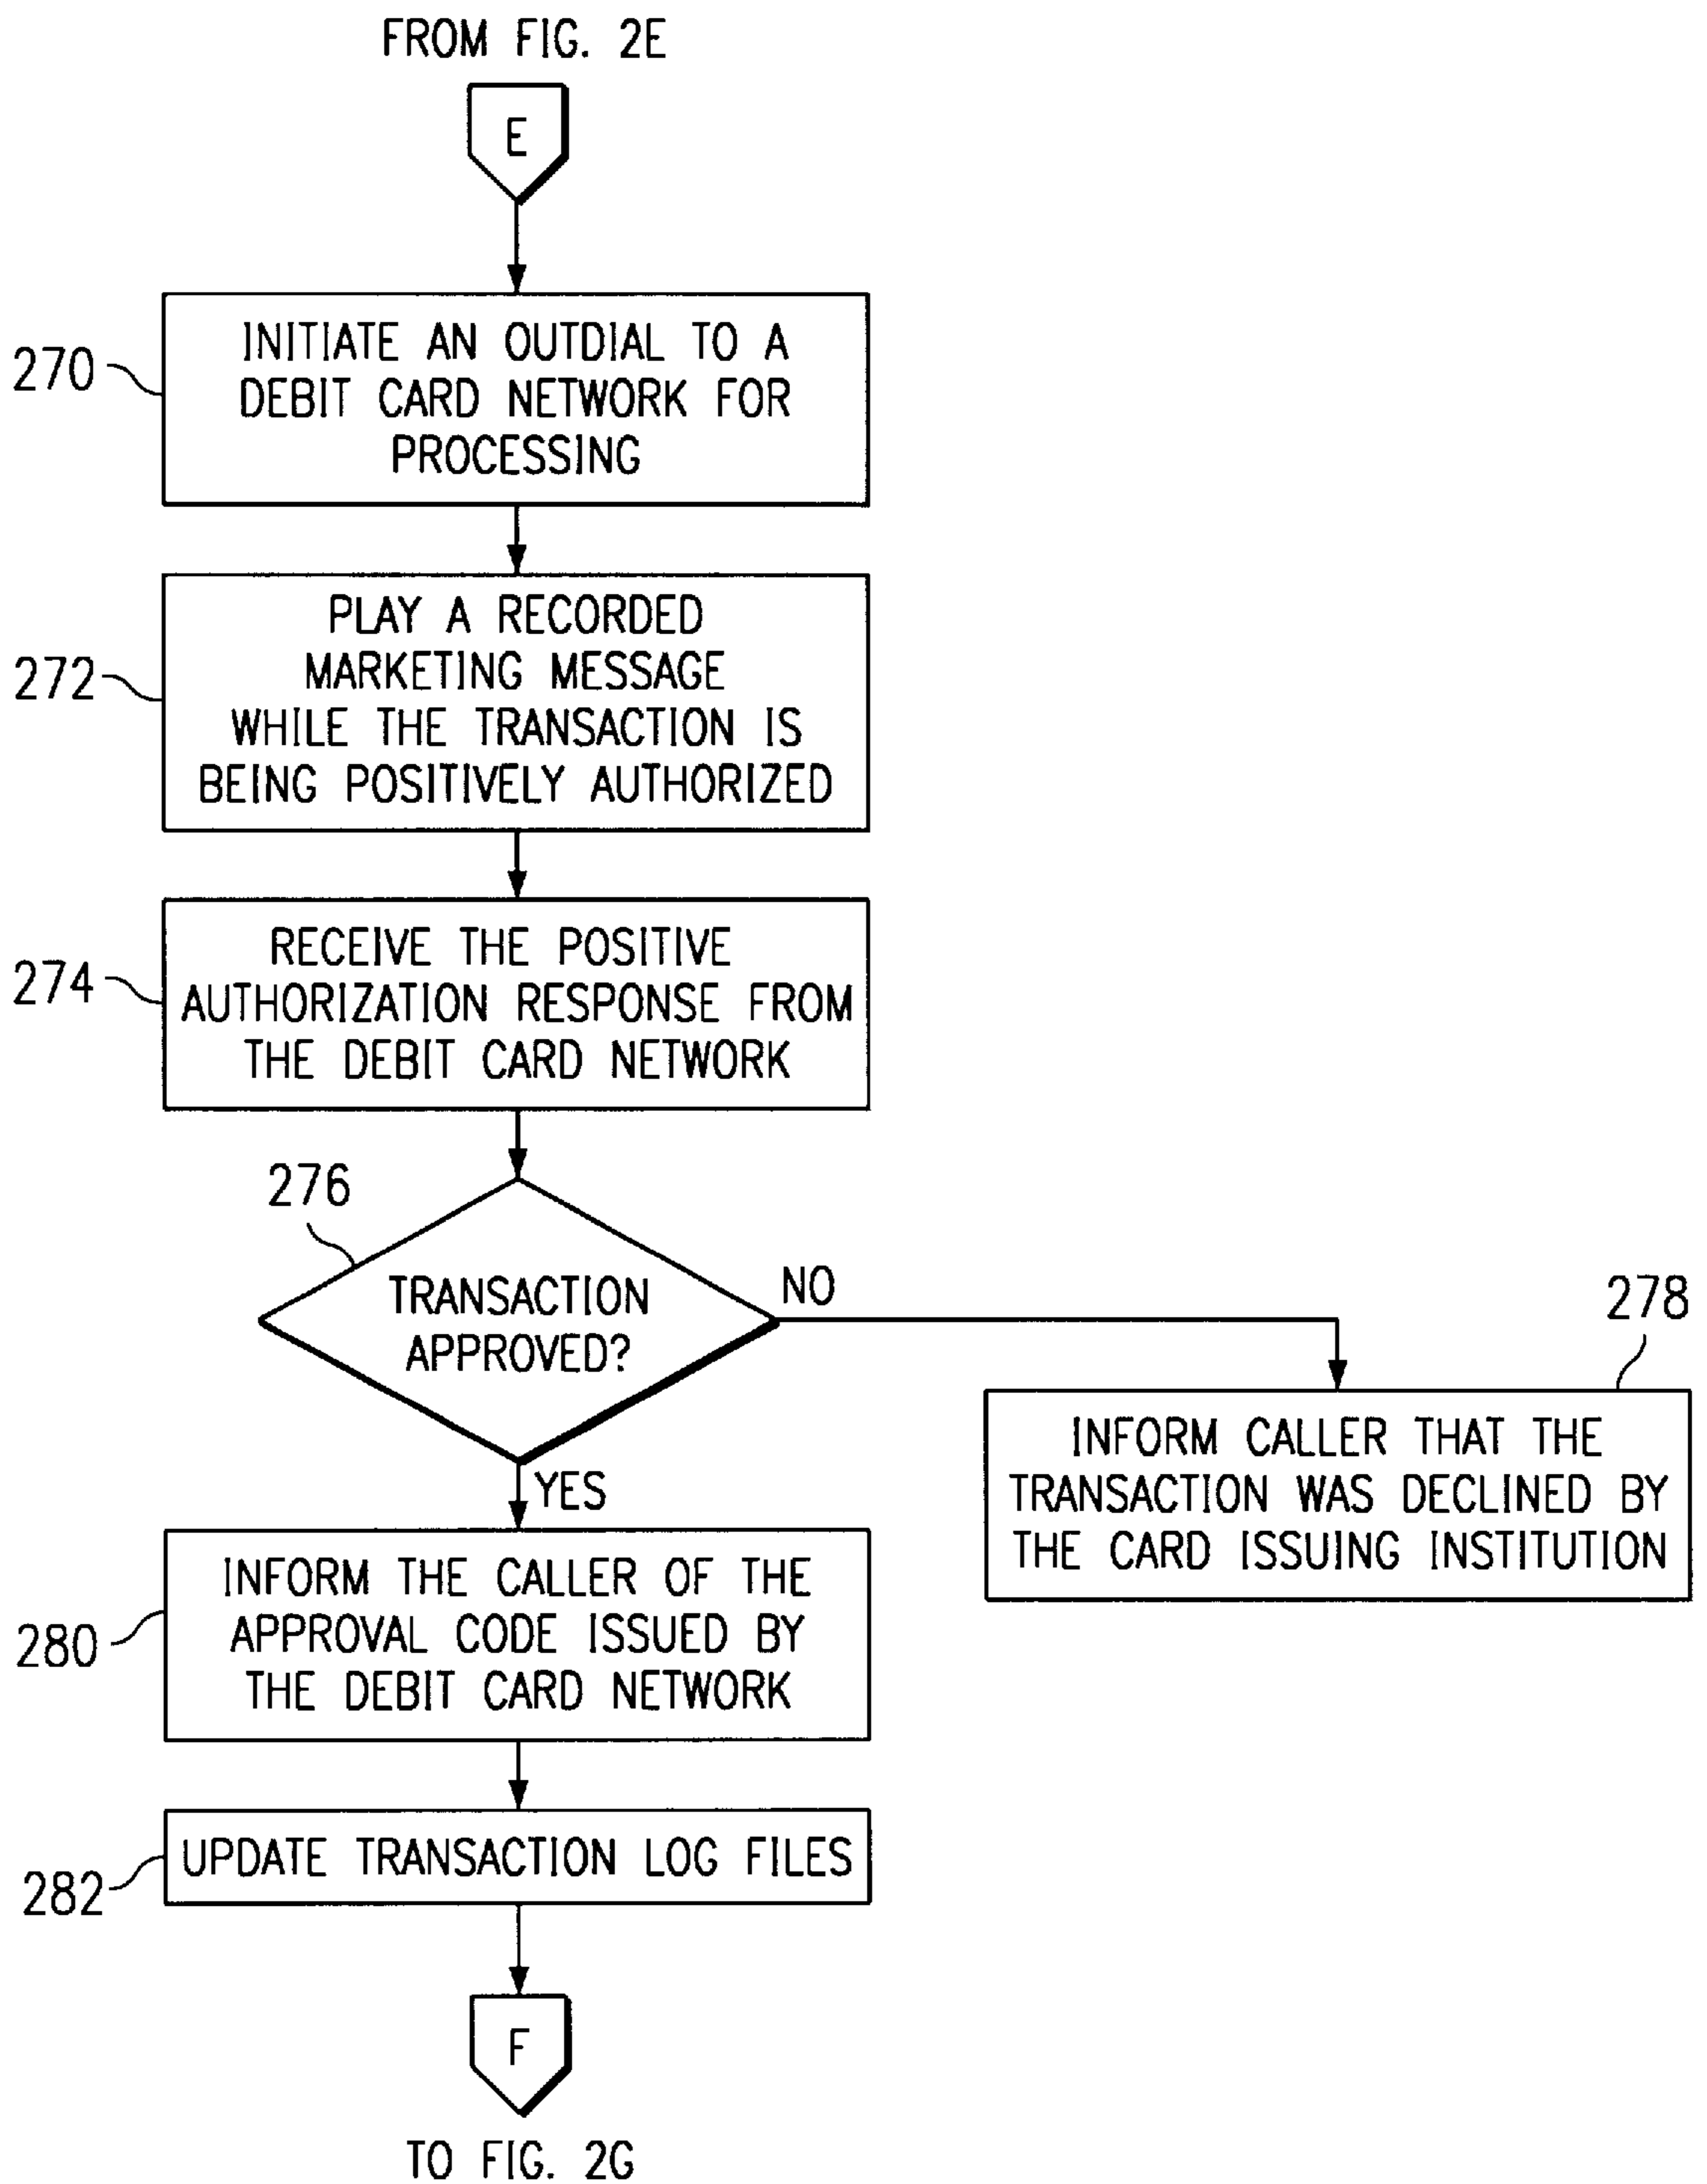 FROM FIG. 2E
E
270
INITIATE AN OUTDIAL TO A
DEBIT CARD NETWORK FOR
PROCESSING
272
PLAY A RECORDED
MARKETING MESSAGE
WHILE THE TRANSACTION IS
BEING POSITIVELY AUTHORIZED
274
RECEIVE THE POSITIVE
AUTHORIZATION RESPONSE FROM
THE DEBIT CARD NETWORK
276
TRANSACTION
APPROVED?
NO
278
INFORM CALLER THAT THE
TRANSACTION WAS DECLINED BY
THE CARD ISSUING INSTITUTION
YES
280
INFORM THE CALLER OF THE
APPROVAL CODE ISSUED BY
THE DEBIT CARD NETWORK
282
UPDATE TRANSACTION LOG FILES
F
TO FIG. 2G